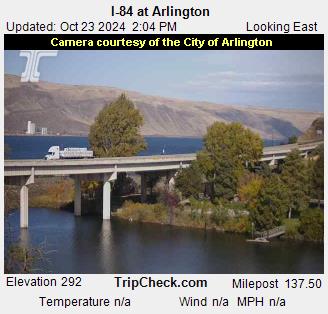 I-84 at Arlington
Updated: Oct 23 2024 2:04 PM Looking East
Camera courtesy of the City of Arlington
Elevation 292 TripCheck.com Milepost 137.50
Temperature n/a Wind n/a MPH n/a